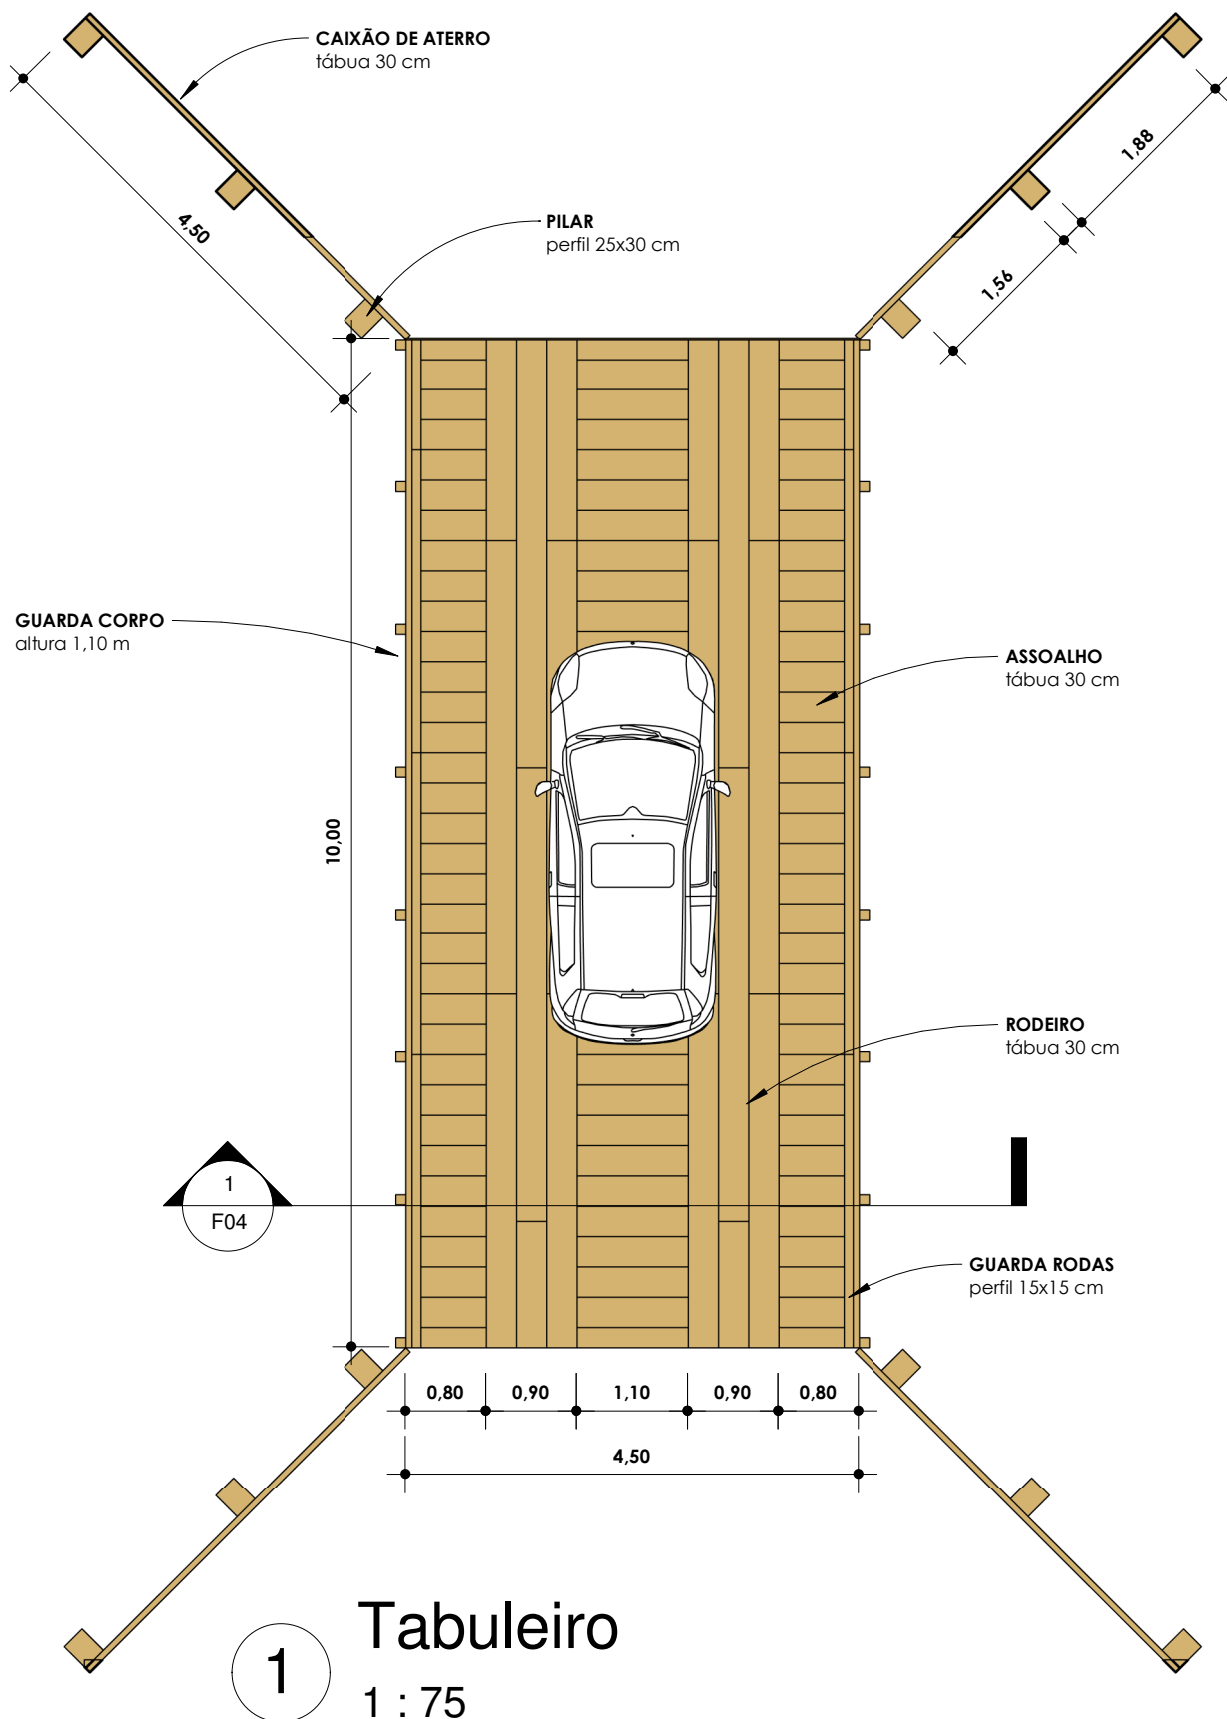 CAIXÃO DE ATERRO
tábua 30 cm
1,88
4,50
PILAR
perfil 25x30 cm
1,56
GUARDA CORPO
altura 1,10 m
ASSOALHO
tábua 30 cm
10,00
RODEIRO
tábua 30 cm
1
F04
GUARDA RODAS
perfil 15x15 cm
0,80 0,90 1,10 0,90 0,80
4,50
1 Tabuleiro
1 : 75